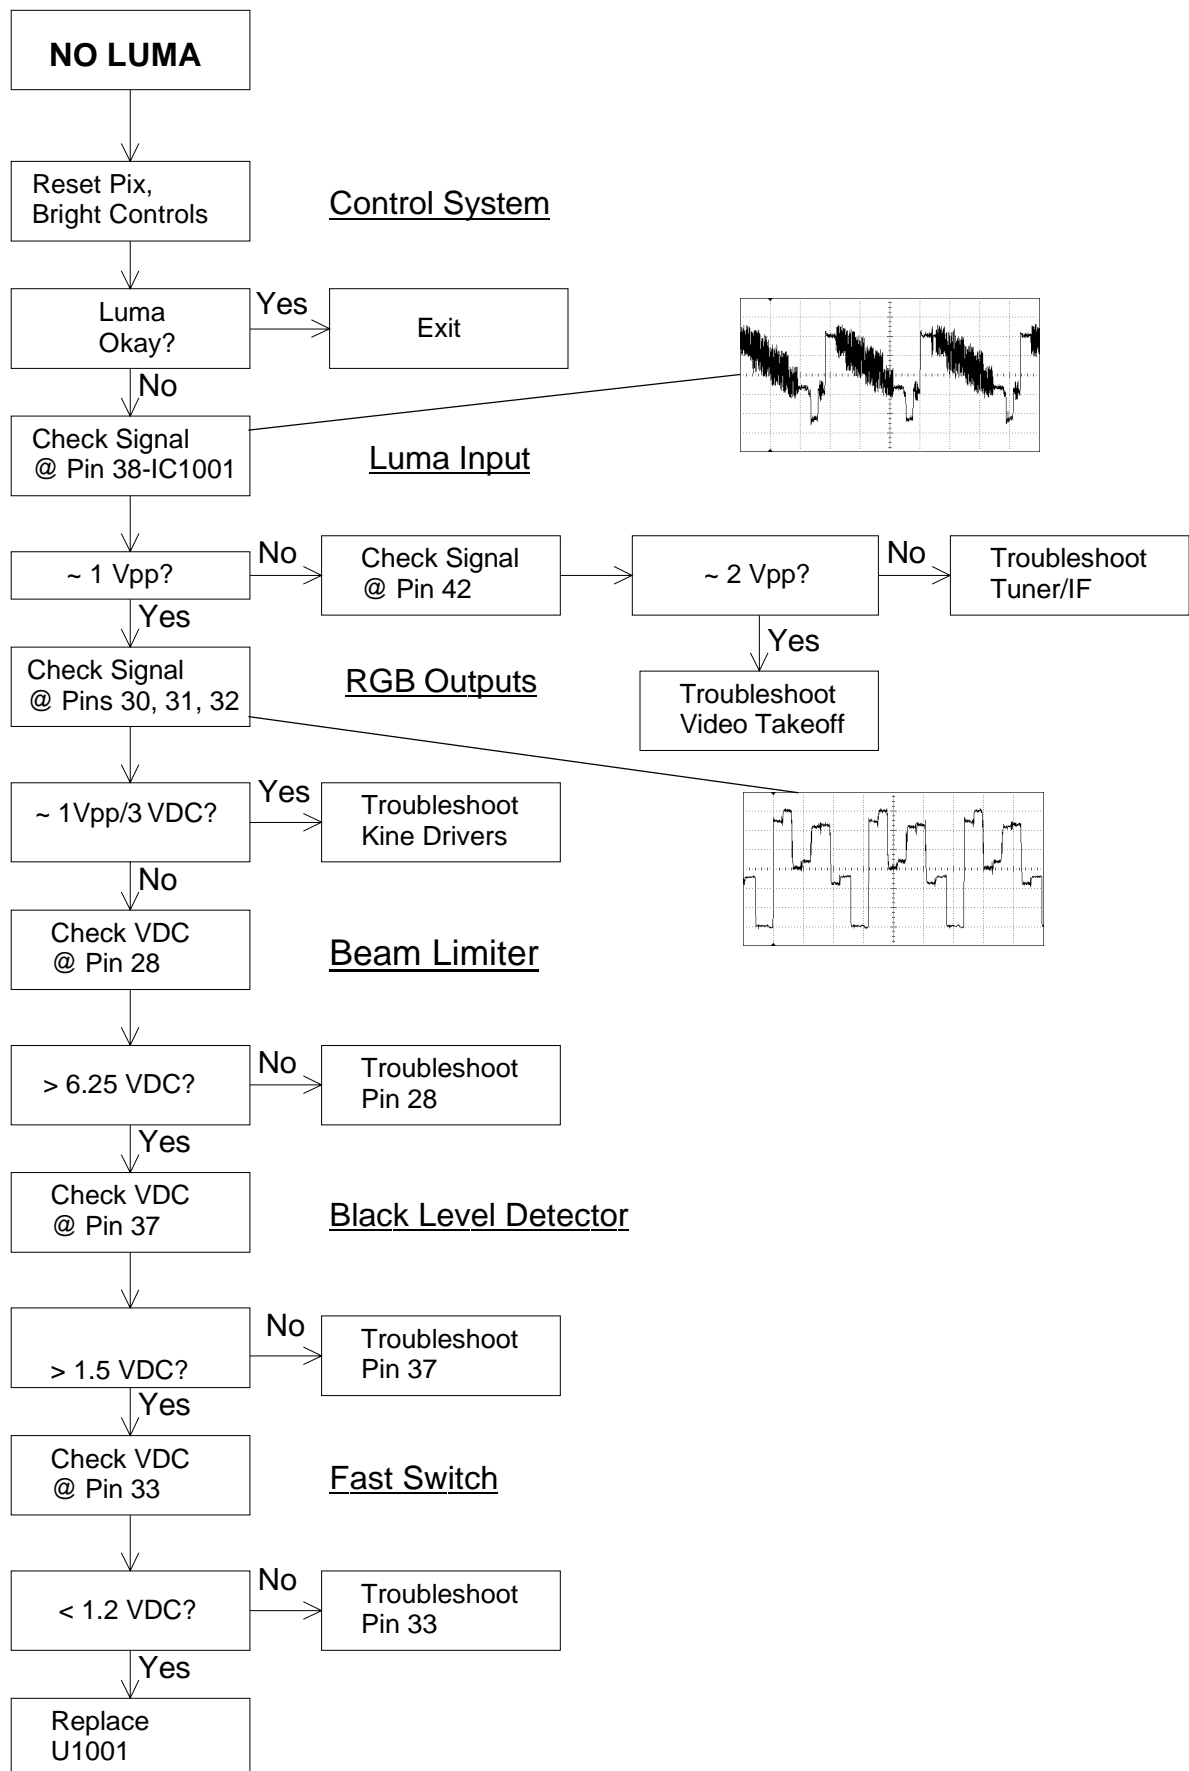 NO LUMA
Reset Pix,
Bright Controls
Control System
Luma
Okay?
Yes
Exit
No
Check Signal
@ Pin 38-IC1001
Luma Input
~ 1 Vpp?
No
Check Signal
@ Pin 42
~ 2 Vpp?
No
Troubleshoot
Tuner/IF
Yes
Yes
Troubleshoot
Video Takeoff
Check Signal
@ Pins 30, 31, 32
RGB Outputs
~ 1Vpp/3 VDC?
Yes
Troubleshoot
Kine Drivers
No
Check VDC
@ Pin 28
Beam Limiter
> 6.25 VDC?
No
Troubleshoot
Pin 28
Yes
Check VDC
@ Pin 37
Black Level Detector
> 1.5 VDC?
No
Troubleshoot
Pin 37
Yes
Check VDC
@ Pin 33
Fast Switch
< 1.2 VDC?
No
Troubleshoot
Pin 33
Yes
Replace
U1001